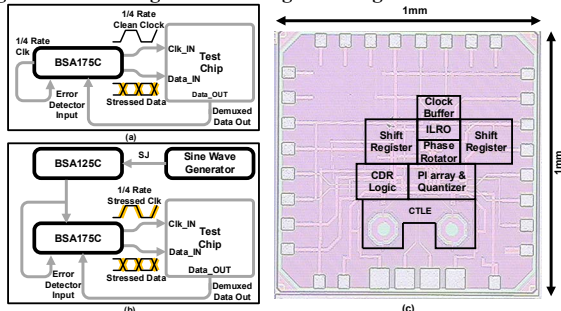 1/4 Rate
Clean Clock
1/4 Rate
Clk
BSA175C
Clk_IN
Data_IN
Test
Chip
Error
Detector
Input
Stressed Data
Data_OUT
Demuxed
Data Out
(a)
BSA125C
SJ
Sine Wave
Generator
1/4 Rate
Stressed Clk
BSA175C
Clk_IN
Data_IN
Test
Chip
Error
Detector
Input
Stressed Data
Data_OUT
Demuxed
Data Out
(b)
1mm
1mm
Clock
Buffer
Shift
Register
ILRO
Phase
Rotator
Shift
Register
CDR
Logic
PI array &
Quantizer
CTLE
(c)